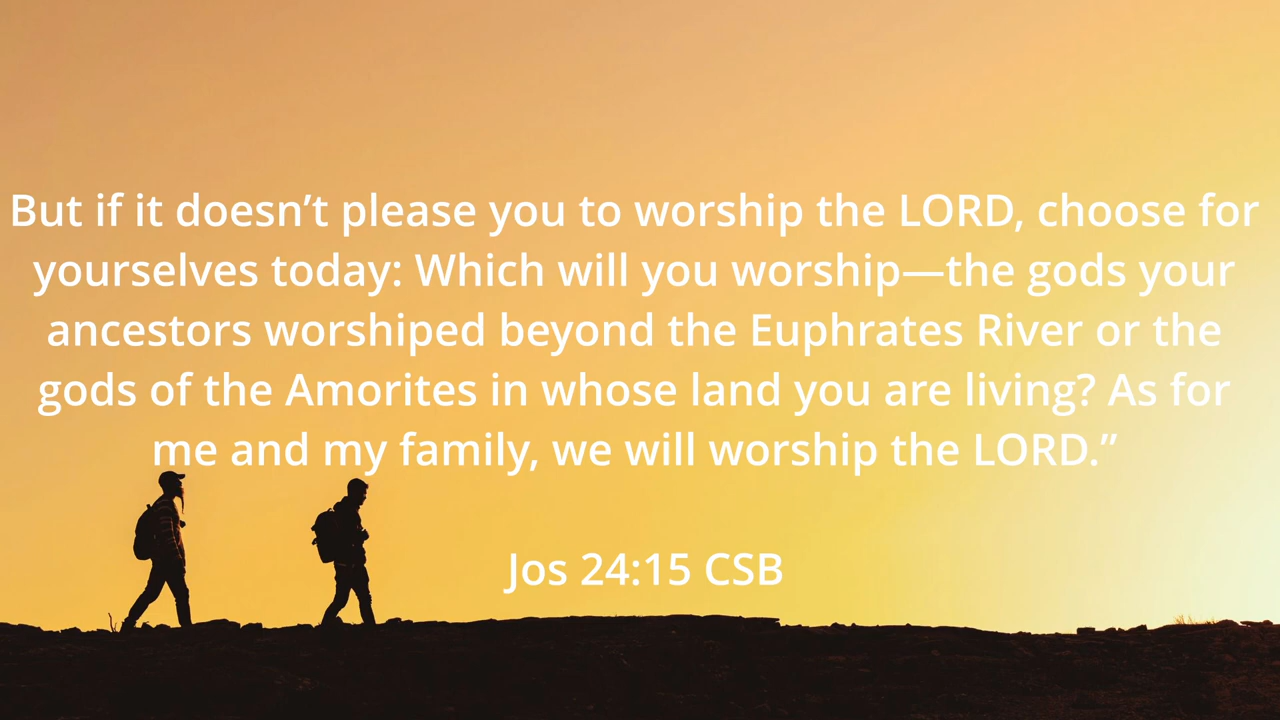 But if it doesn’t please you to worship the LORD, choose for
yourselves today: Which will you worship—the gods your
ancestors worshiped beyond the Euphrates River or the
gods of the Amorites in whose land you are living? As for
me and my family, we will worship the LORD.”
Jos 24:15 CSB